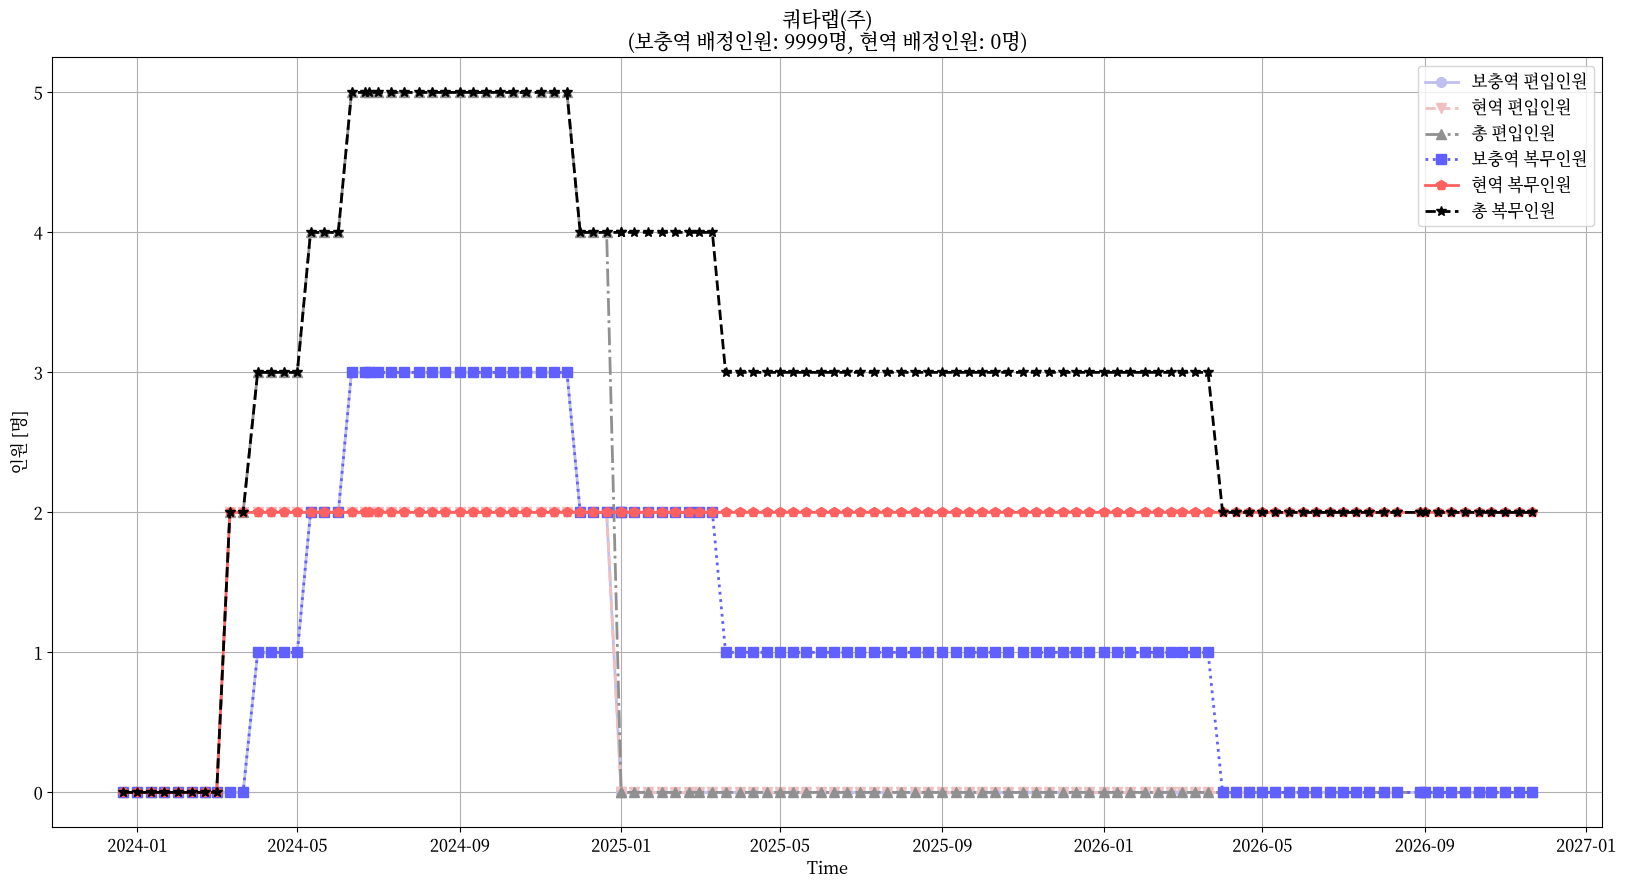 쿼타랩(주)
(보충역 배정인원: 9999명, 현역 배정인원: 0명)
보충역 편입인원
현역 편입인원
총 편입인원
보충역 복무인원
현역 복무인원
총 복무인원
인원 [명]
5
4
3
2
1
0
2024-01
2024-05
2024-09
2025-01
2025-05
2025-09
2026-01
2026-05
2026-09
2027-01
Time